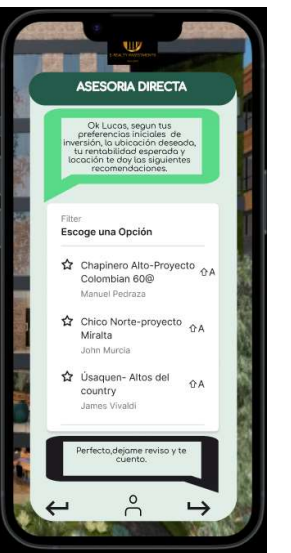 ASESORIA DIRECTA
Ok Lucas, segun tus
preferencias iniciales de
inversión, la ubicación deseada,
tu rentabilidad esperada y
locación te doy las siguientes
recomendaciones.
Filter
Escoge una Opción
Chapinero Alto-Proyecto
Colombian 60@
A
Manuel Pedraza
Chico Norte-proyecto
Miralta
A
John Murcia
Úsaquen- Altos del
country
A
James Vivaldi
Perfecto,dejame reviso y te
cuento.